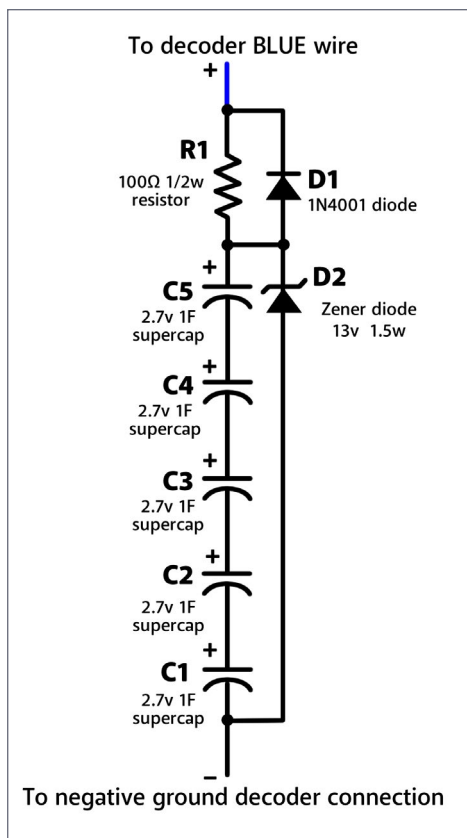 To decoder BLUE wire
+
R1
100Ω 1/2w
resistor
D1
1N4001 diode
+
C5
2.7v 1F
supercap
D2
Zener diode
13v 1.5w
+
C4
2.7v 1F
supercap
+
C3
2.7v 1F
supercap
+
C2
2.7v 1F
supercap
+
C1
2.7v 1F
supercap
–
To negative ground decoder connection